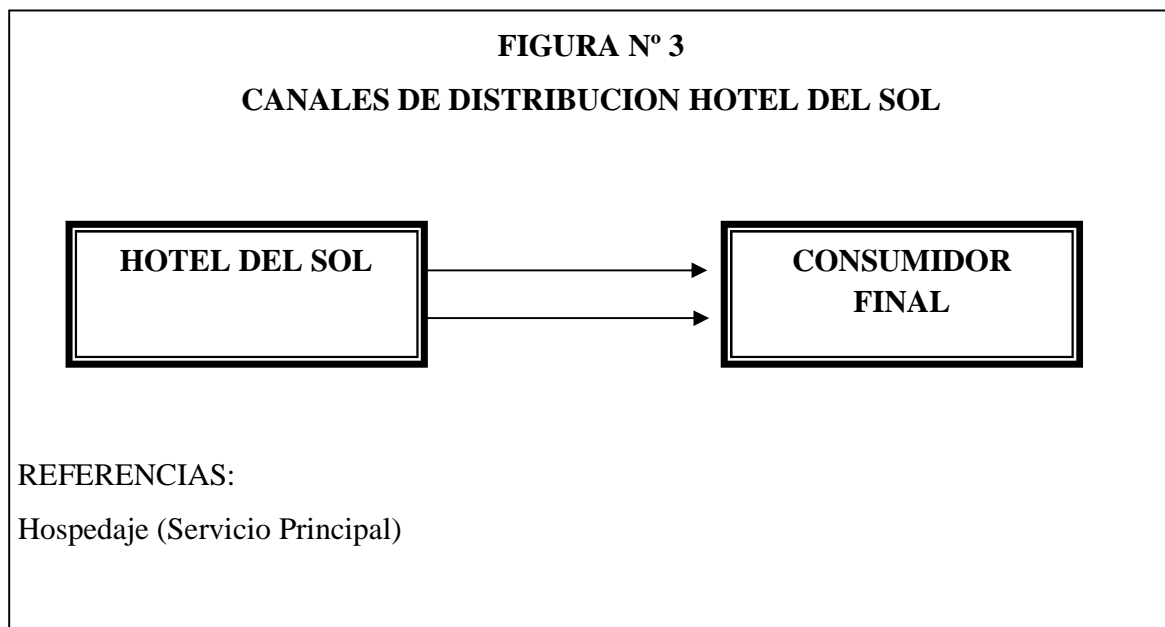 FIGURA Nº 3
CANALES DE DISTRIBUCION HOTEL DEL SOL
HOTEL DEL SOL
CONSUMIDOR
FINAL
REFERENCIAS:
Hospedaje (Servicio Principal)